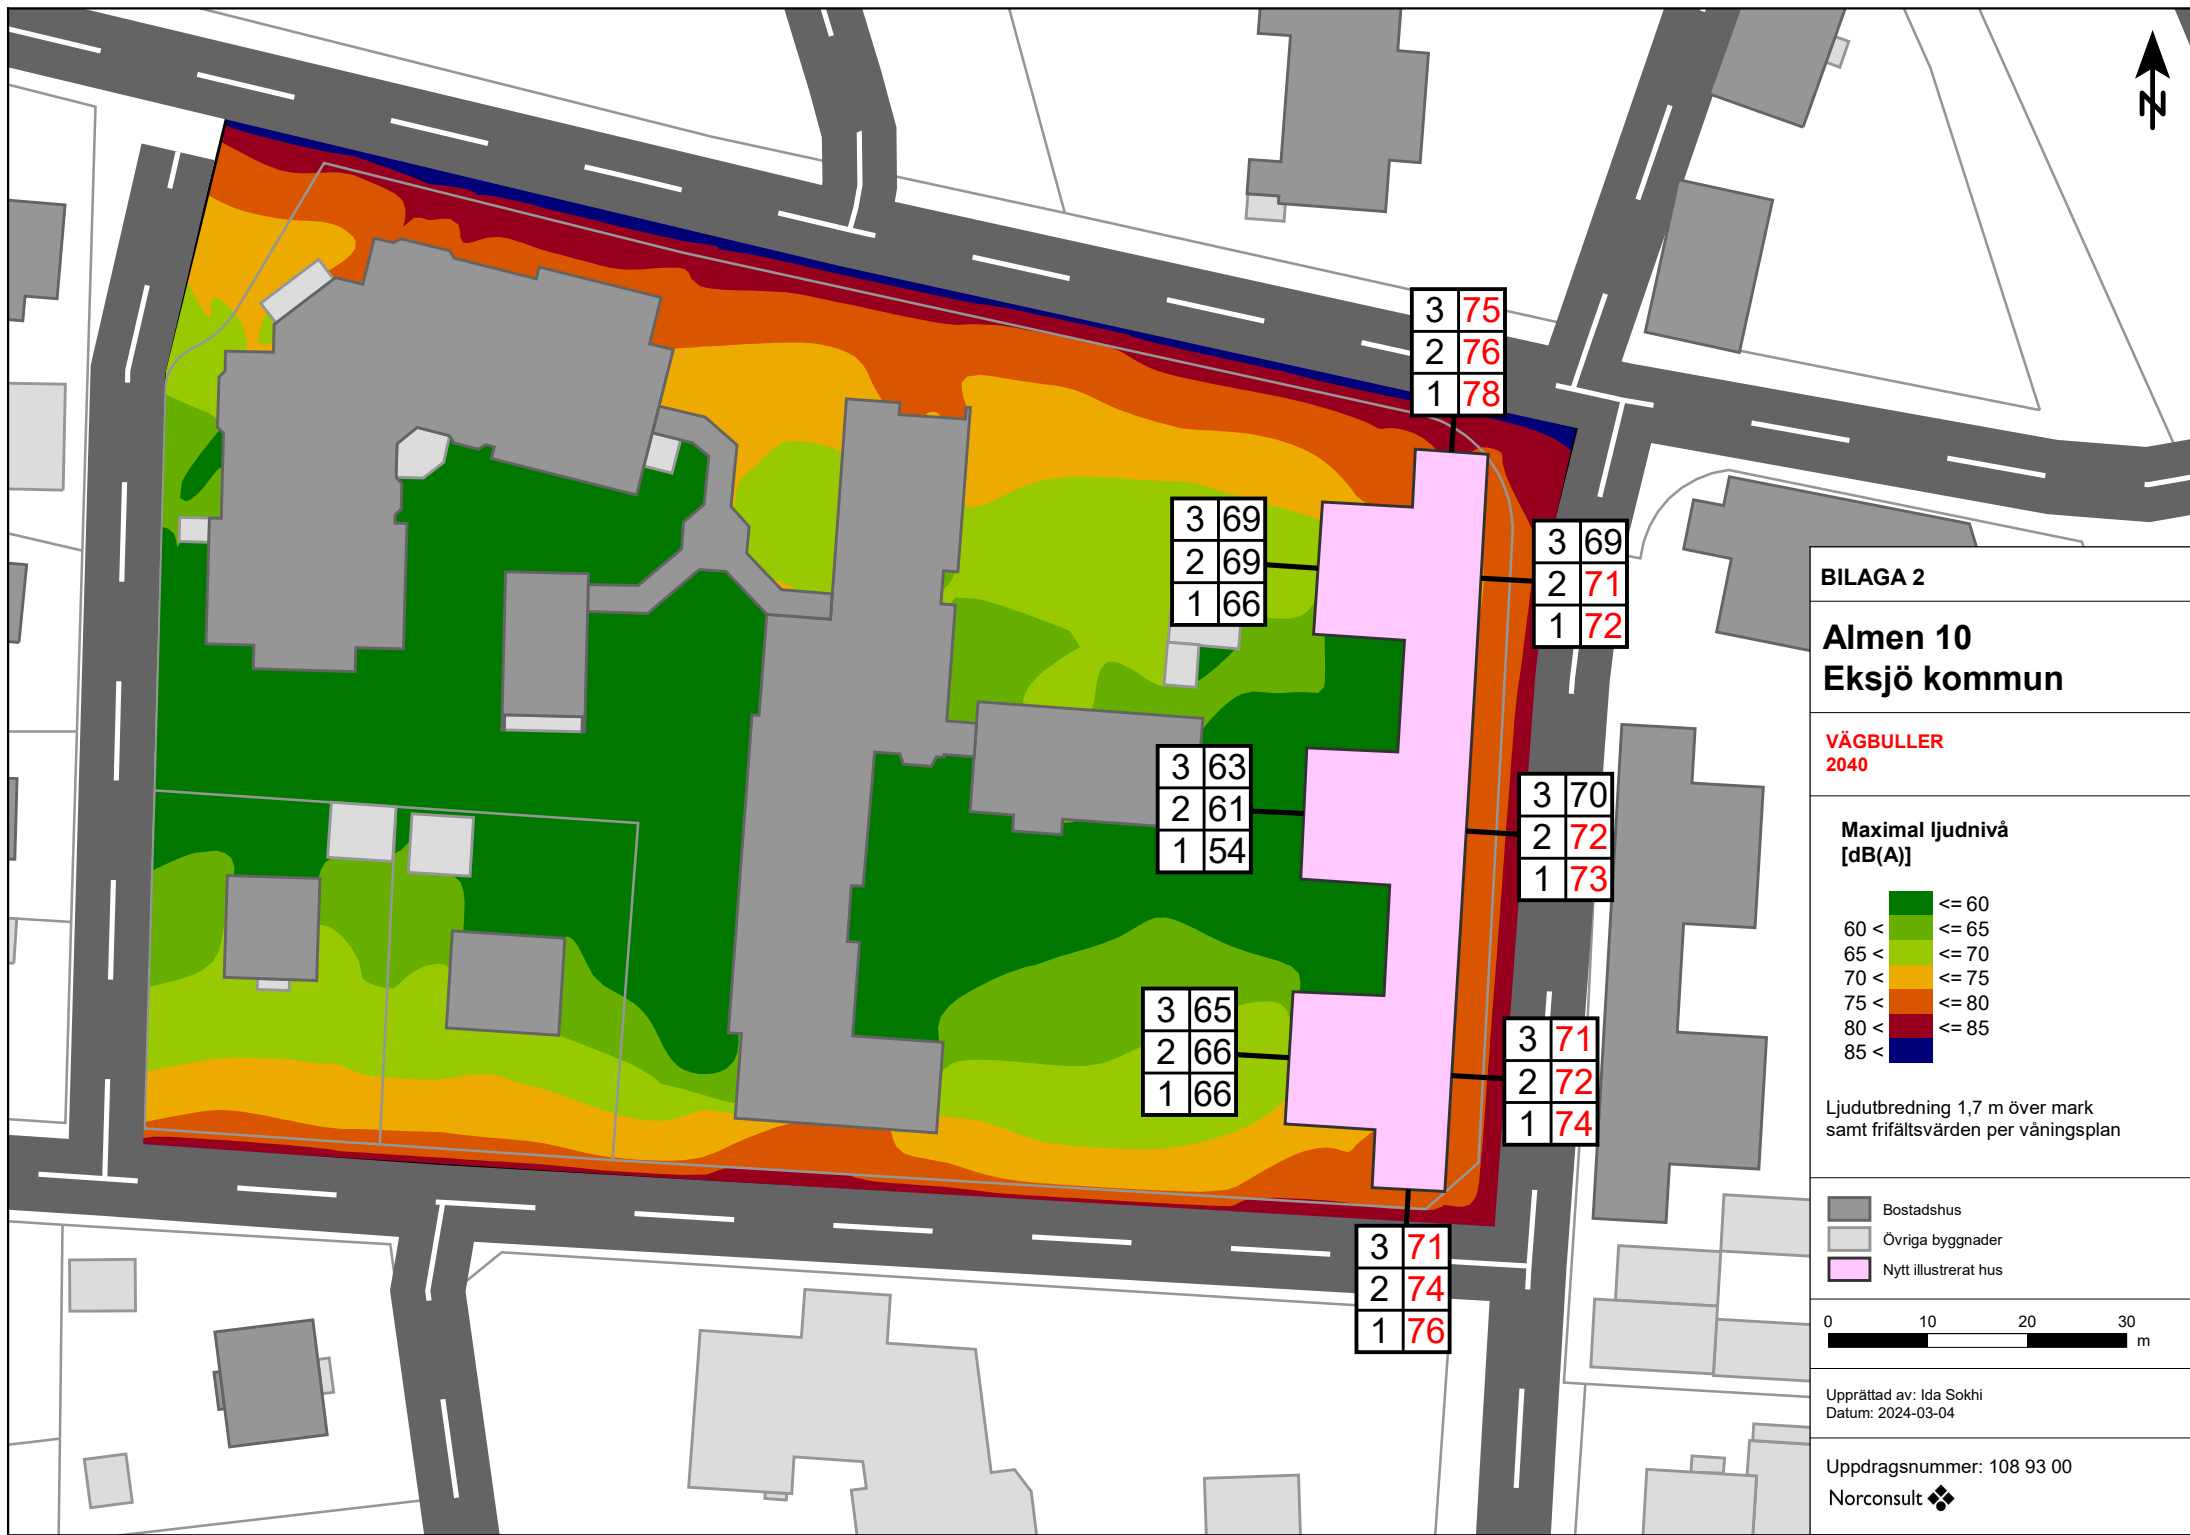 3 75
2 76
1 78
3 69
2 69
1 66
3 69
2 71
1 72
3 63
2 61
1 54
3 70
2 72
1 73
3 65
2 66
1 66
3 71
2 72
1 74
3 71
2 74
1 76
N
BILAGA 2
Almen 10
Eksjö kommun
VÄGBULLER
2040
Maximal ljudnivå
[dB(A)]
<= 60
60 < <= 65
65 < <= 70
70 < <= 75
75 < <= 80
80 < <= 85
85 <
Ljudutbredning 1,7 m över mark
samt frifältsvärden per våningsplan
Bostadshus
Övriga byggnader
Nytt illustrerat hus
0 10 20 30
m
Upprättad av: Ida Sokhi
Datum: 2024-03-04
Uppdragsnummer: 108 93 00
Norconsult